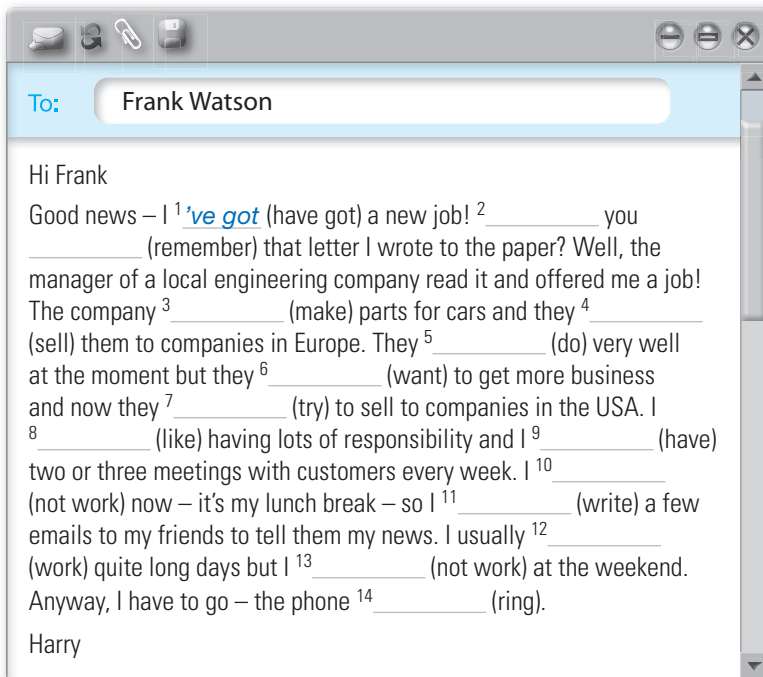 To: Frank Watson
Hi Frank
Good news – I 1 've got (have got) a new job! 2__________ you
__________ (remember) that letter I wrote to the paper? Well, the
manager of a local engineering company read it and offered me a job!
The company 3__________ (make) parts for cars and they 4__________
(sell) them to companies in Europe. They 5__________ (do) very well
at the moment but they 6__________ (want) to get more business
and now they 7__________ (try) to sell to companies in the USA. I
8__________ (like) having lots of responsibility and I 9__________ (have)
two or three meetings with customers every week. I 10__________
(not work) now – it's my lunch break – so I 11__________ (write) a few
emails to my friends to tell them my news. I usually 12__________
(work) quite long days but I 13__________ (not work) at the weekend.
Anyway, I have to go – the phone 14__________ (ring).
Harry